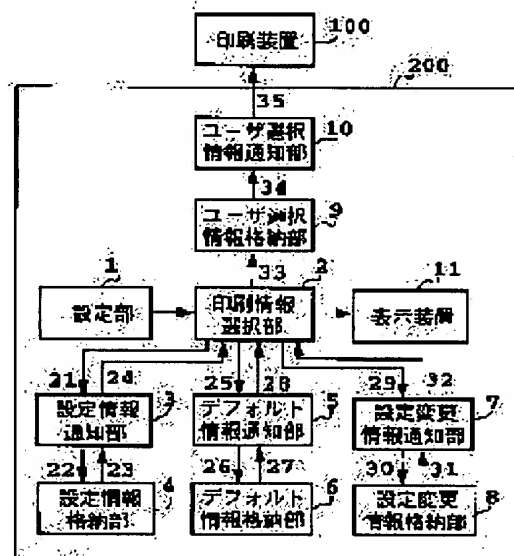 100
印刷装置
200
35
10
ユーザ選択
情報通知部
34
9
ユーザ選択
情報格納部
33
1
2
11
設定部
印刷情報
選択部
表示装置
21
24
25
28
29
32
3
5
7
設定情報
通知部
デフォルト
情報通知部
設定変更
情報通知部
22
23
26
27
30
31
4
6
8
設定情報
格納部
デフォルト
情報格納部
設定変更
情報格納部